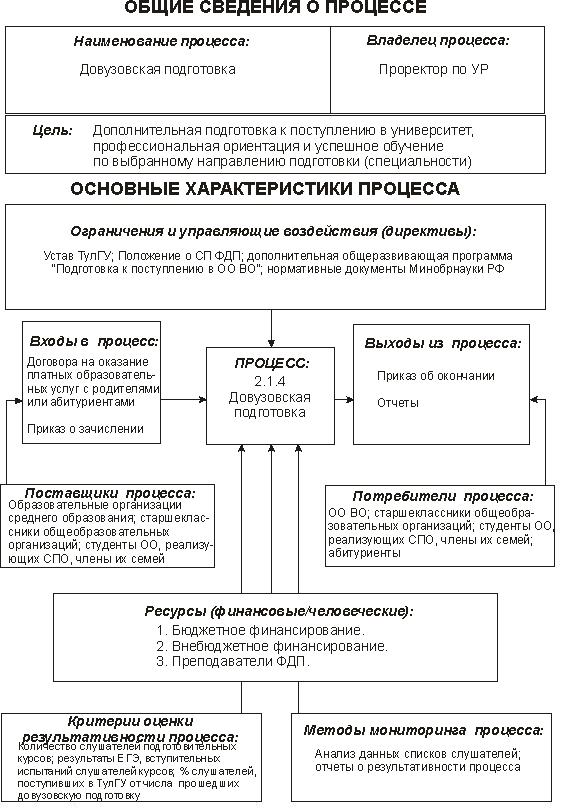 ОБЩИЕ СВЕДЕНИЯ О ПРОЦЕССЕ
Наименование процесса:
Довузовская подготовка
Владелец процесса:
Проректор по УР
Цель: Дополнительная подготовка к поступлению в университет,
профессиональная ориентация и успешное обучение
по выбранному направлению подготовки (специальности)
ОСНОВНЫЕ ХАРАКТЕРИСТИКИ ПРОЦЕССА
Ограничения и управляющие воздействия (директивы):
Устав ТулГУ; Положение о СП ФДП; дополнительная общеразвивающая программа
"Подготовка к поступлению в ОО ВО"; нормативные документы Минобрнауки РФ
Входы в процесс:
Договора на оказание
платных образователь-
ных услуг с родителями
или абитуриентами
Приказ о зачислении
ПРОЦЕСС:
2.1.4
Довузовская
подготовка
Выходы из процесса:
Приказ об окончании
Отчеты
Поставщики процесса:
Образовательные организации
среднего образования; старшеклас-
сники общеобразовательных
организаций; студенты ОО, реализу-
ющих СПО, члены их семей
Потребители процесса:
ОО ВО; старшеклассники общеобра-
зовательных организаций; студенты ОО,
реализующих СПО, члены их семей;
абитуриенты
Ресурсы (финансовые/человеческие):
1. Бюджетное финансирование.
2. Внебюджетное финансирование.
3. Преподаватели ФДП.
Критерии оценки
результативности процесса:
Количество слушателей подготовительных
курсов; результаты ЕГЭ, вступительных
испытаний слушателей курсов; % слушателей,
поступивших в ТулГУ от числа прошедших
довузовскую подготовку
Методы мониторинга процесса:
Анализ данных списков слушателей;
отчеты о результативности процесса